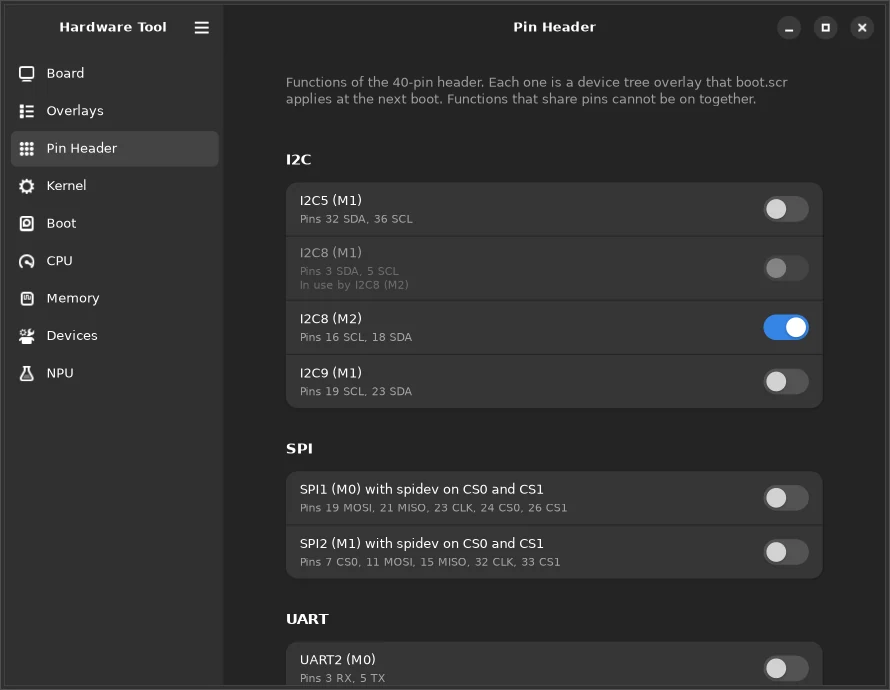 Hardware Tool
Pin Header
Board
Overlays
Pin Header
Kernel
Boot
CPU
Memory
Devices
NPU
Functions of the 40-pin header. Each one is a device tree overlay that boot.scr
applies at the next boot. Functions that share pins cannot be on together.
I2C
I2C5 (M1)
Pins 32 SDA, 36 SCL
I2C8 (M1)
Pins 3 SDA, 5 SCL
In use by I2C8 (M2)
I2C8 (M2)
Pins 16 SCL, 18 SDA
I2C9 (M1)
Pins 19 SCL, 23 SDA
SPI
SPI1 (M0) with spidev on CS0 and CS1
Pins 19 MOSI, 21 MISO, 23 CLK, 24 CS0, 26 CS1
SPI2 (M1) with spidev on CS0 and CS1
Pins 7 CS0, 11 MOSI, 15 MISO, 32 CLK, 33 CS1
UART
UART2 (M0)
Pins 3 RX, 5 TX